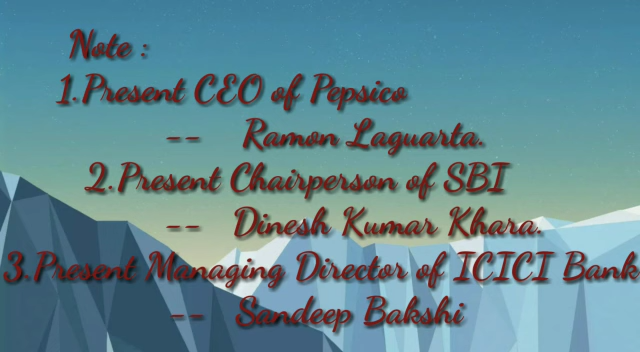 Note :
1.Present CEO of Pepsico
-- Ramon Laguarta.
2.Present Chairperson of SBI
-- Dinesh Kumar Khara.
3.Present Managing Director of ICICI Bank
-- Sandeep Bakshi